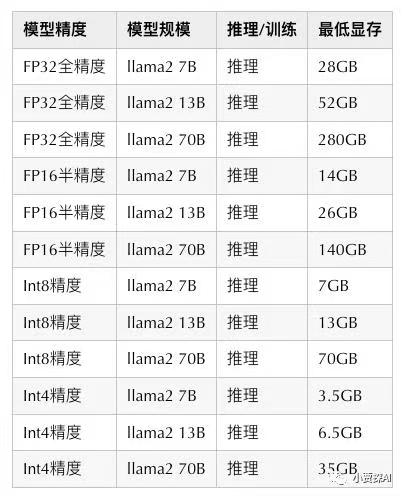 模型精度 模型规模 推理/训练 最低显存
FP32全精度 llama2 7B 推理 28GB
FP32全精度 llama2 13B 推理 52GB
FP32全精度 llama2 70B 推理 280GB
FP16半精度 llama2 7B 推理 14GB
FP16半精度 llama2 13B 推理 26GB
FP16半精度 llama2 70B 推理 140GB
Int8精度 llama2 7B 推理 7GB
Int8精度 llama2 13B 推理 13GB
Int8精度 llama2 70B 推理 70GB
Int4精度 llama2 7B 推理 3.5GB
Int4精度 llama2 13B 推理 6.5GB
Int4精度 llama2 70B 推理 35GB
小贾探AI